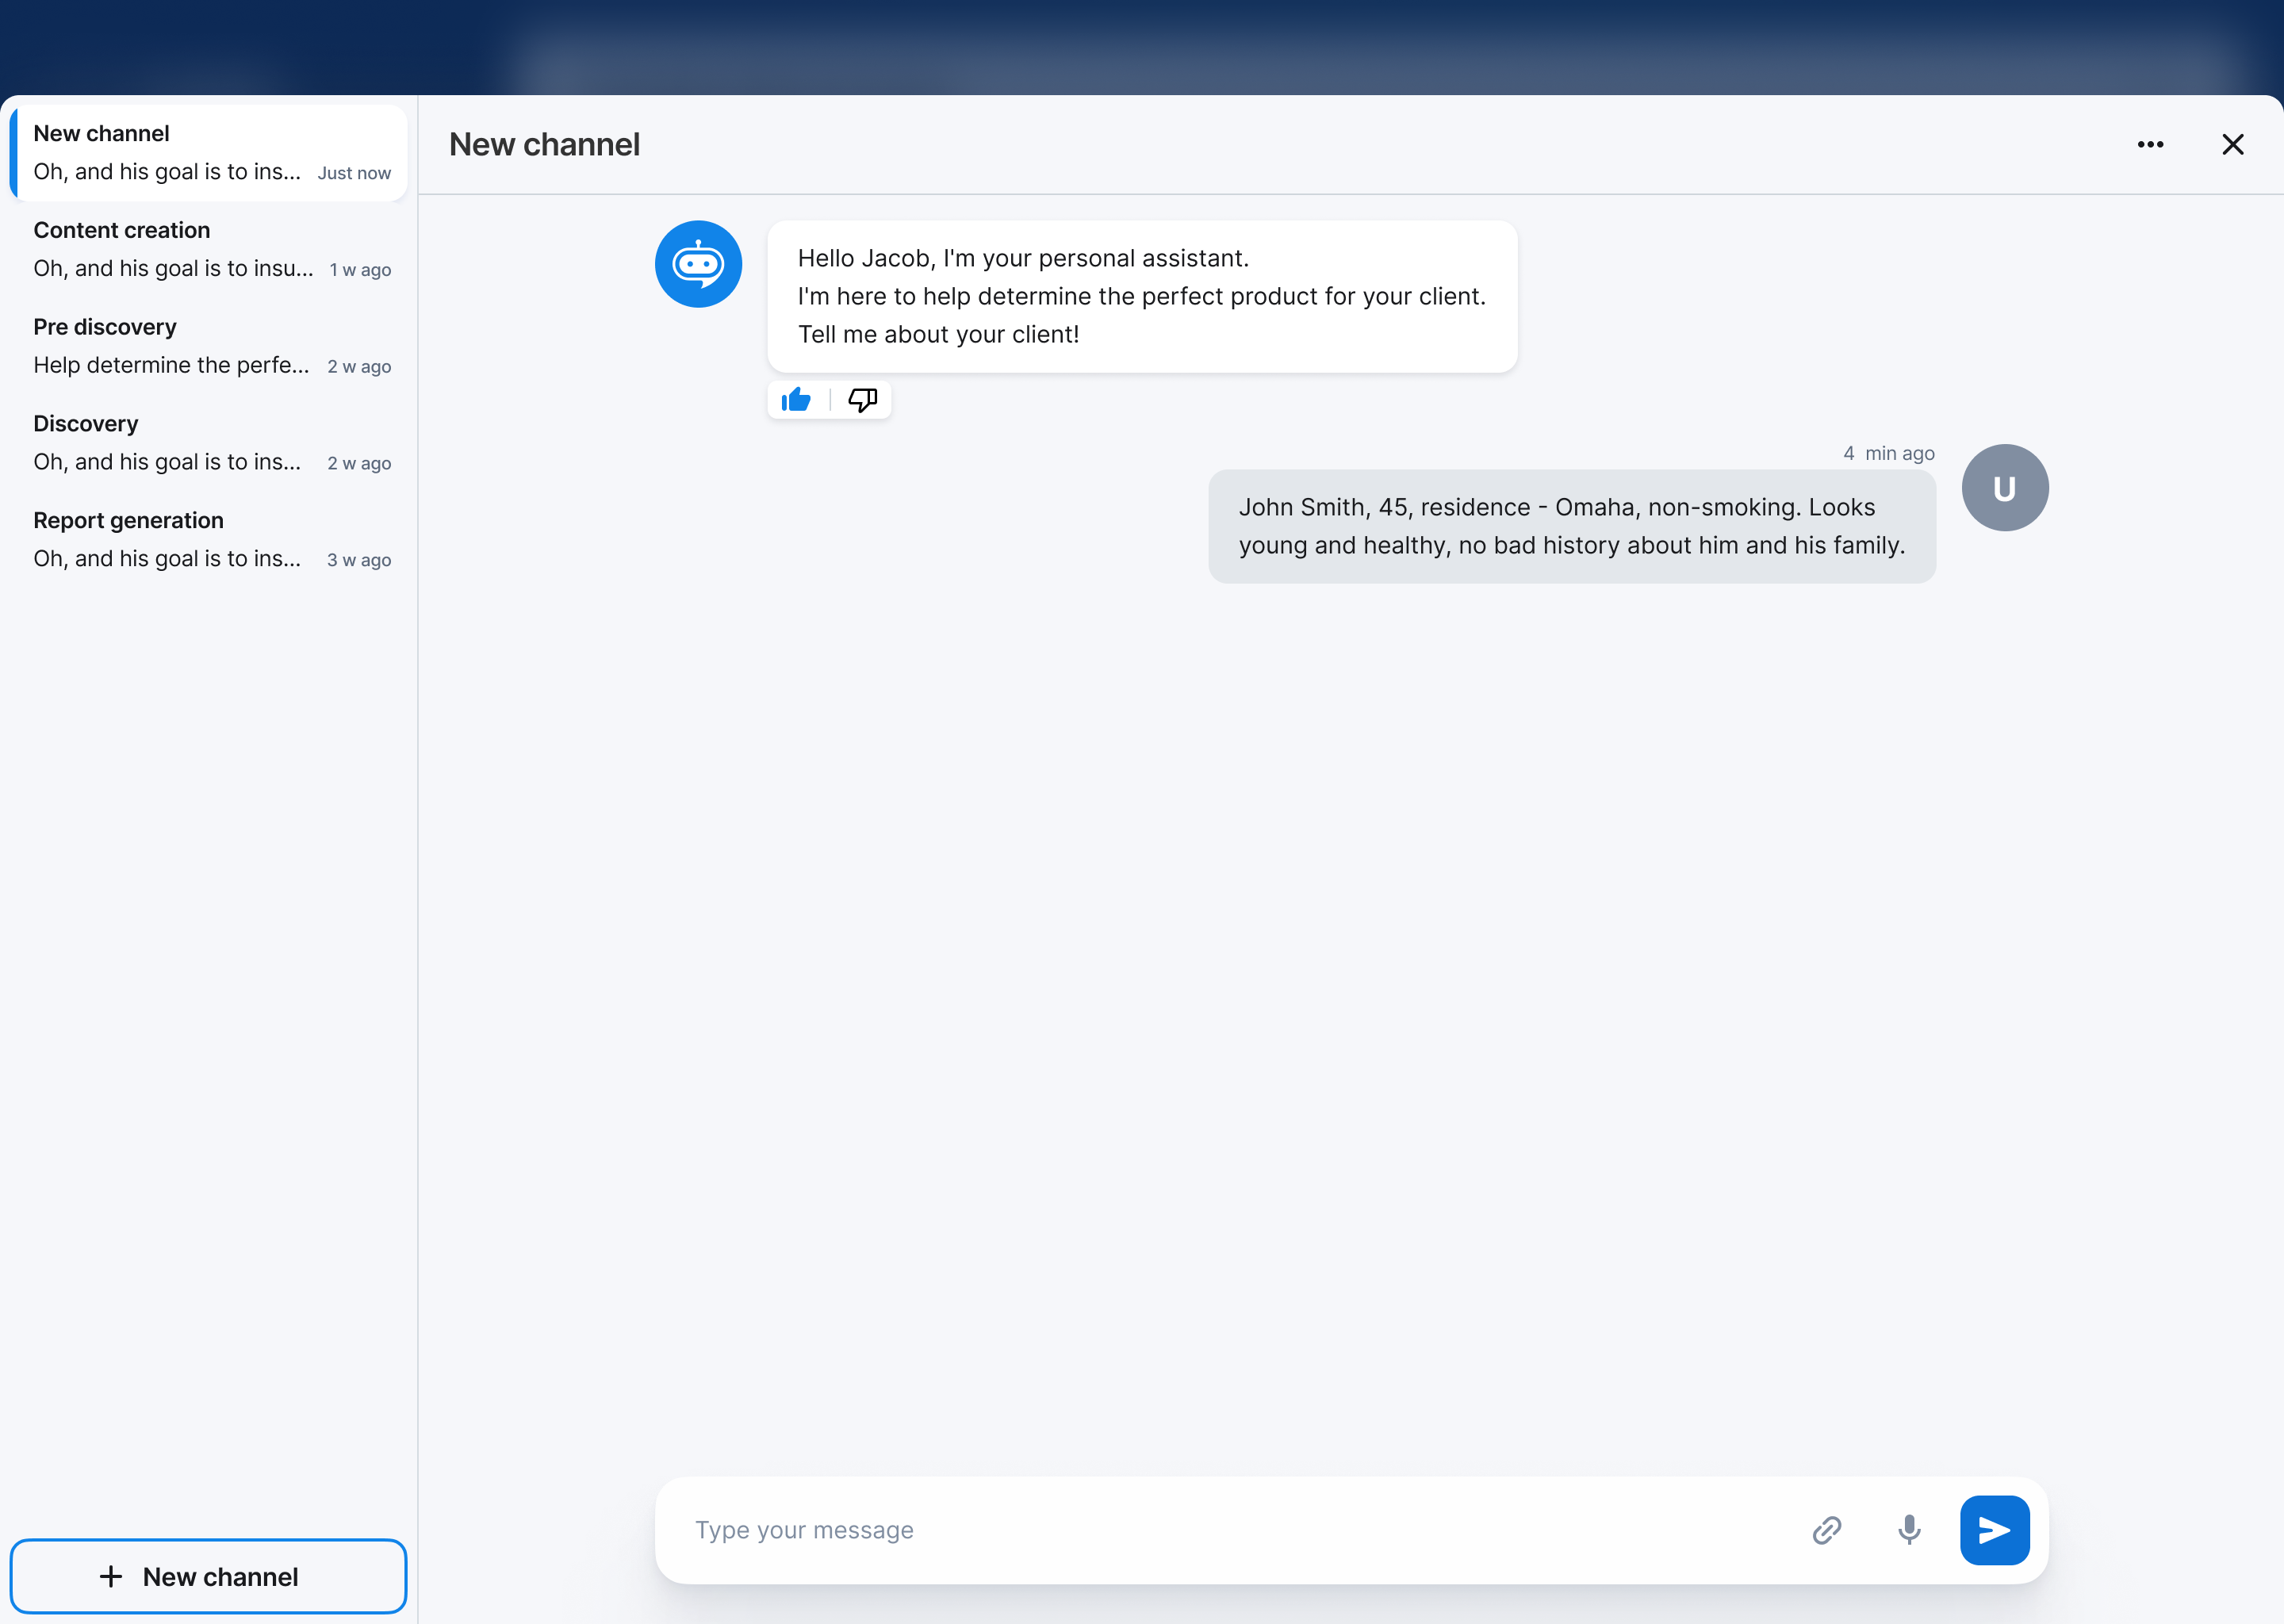 New channel
Oh, and his goal is to ins... Just now
Content creation
Oh, and his goal is to insu... 1 w ago
Pre discovery
Help determine the perfe... 2 w ago
Discovery
Oh, and his goal is to ins... 2 w ago
Report generation
Oh, and his goal is to ins... 3 w ago
New channel
New channel
Hello Jacob, I'm your personal assistant.
I'm here to help determine the perfect product for your client.
Tell me about your client!
4 min ago
U
John Smith, 45, residence - Omaha, non-smoking. Looks
young and healthy, no bad history about him and his family.
Type your message